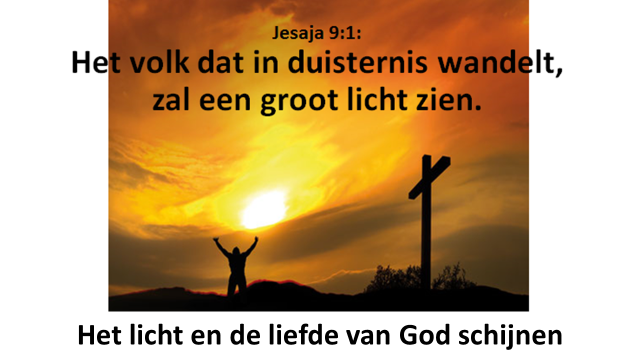 Jesaja 9:1:
Het volk dat in duisternis wandelt,
zal een groot licht zien.
Het licht en de liefde van God schijnen